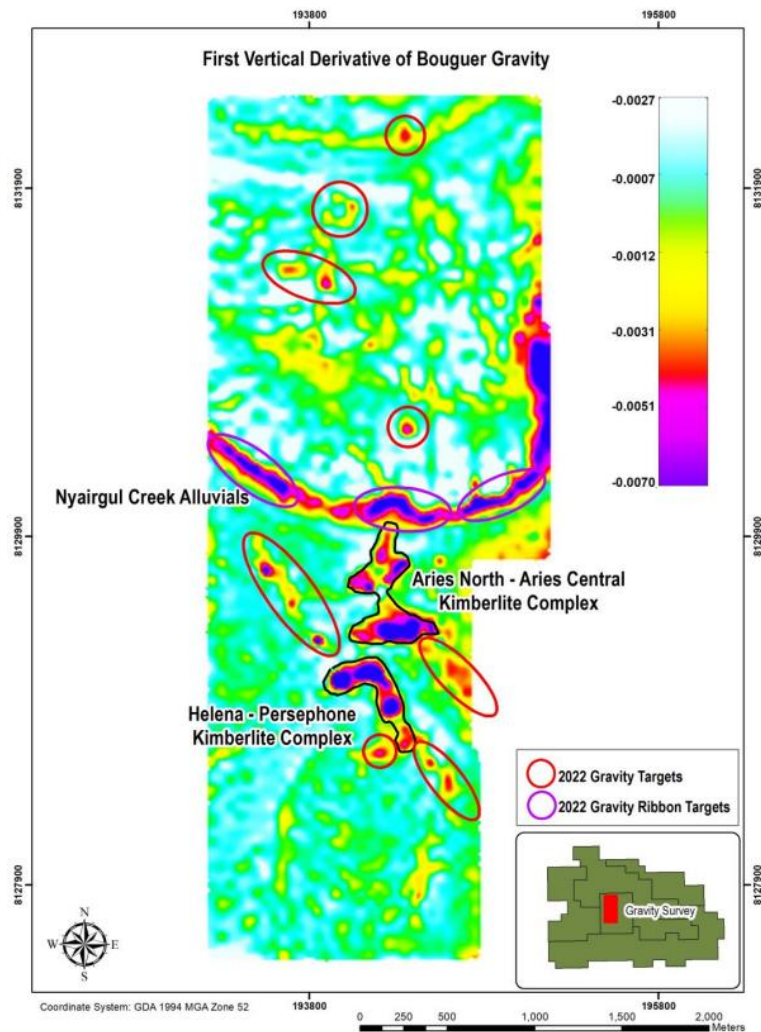 193800
195800
First Vertical Derivative of Bouguer Gravity
-0.0027
-0.0007
-0.0012
-0.0031
-0.0051
-0.0070
8131900
8131900
Nyairgul Creek Alluvials
8129900
8129900
Aries North - Aries Central
Kimberlite Complex
Helena - Persephone
Kimberlite Complex
2022 Gravity Targets
2022 Gravity Ribbon Targets
Gravity Survey
8127900
8127900
N
W
E
S
Coordinate System: GDA 1994 MGA Zone 52
193800
195800
0 250 500 1,000 1,500 2,000
Meters